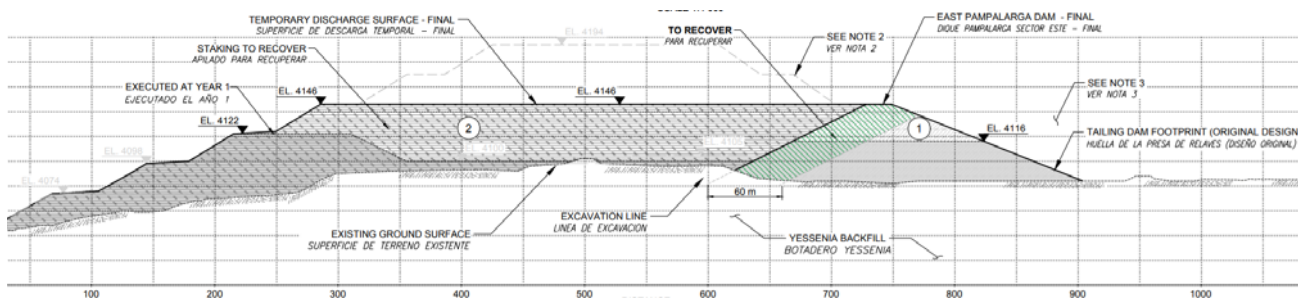 TEMPORARY DISCHARGE SURFACE - FINAL
SUPERFICIE DE DESCARGA TEMPORAL - FINAL
STAKING TO RECOVER
APILADO PARA RECUPERAR
EXECUTED AT YEAR 1
EJECUTADO EL AÑO 1
EL. 4194
TO RECOVER
PARA RECUPERAR
SEE NOTE 2
VER NOTA 2
EAST PAMPALARGA DAM - FINAL
DIQUE PAMPALARGA SECTOR ESTE - FINAL
SEE NOTE 3
VER NOTA 3
EL. 4146
EL. 4146
EL. 4122
EL. 4116
EL. 4098
EL. 4074
2
1
TAILING DAM FOOTPRINT (ORIGINAL DESIGN
HUELLA DE LA PRESA DE RELAVES (DISEÑO ORIGINAL)
60 m
EXCAVATION LINE
LINEA DE EXCAVACION
EXISTING GROUND SURFACE
SUPERFICIE DE TERRENO EXISTENTE
YESSENIA BACKFILL
BOTADERO YESSENIA
100 200 300 400 500 600 700 800 900 1000